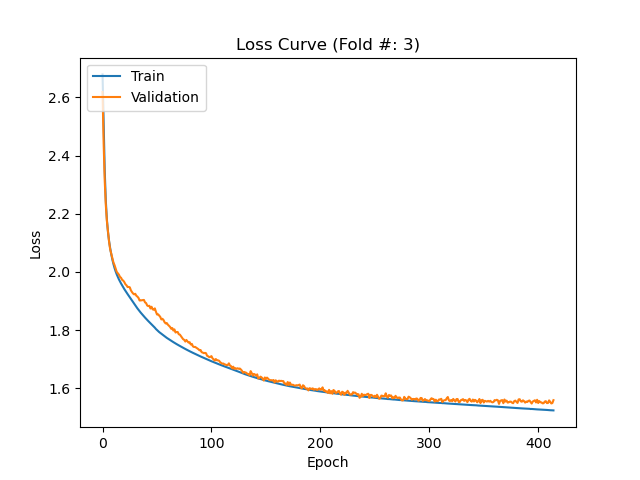 Loss Curve (Fold #: 3)
Train
Validation
2.6
2.4
2.2
2.0
1.8
1.6
Loss
0 100 200 300 400
Epoch